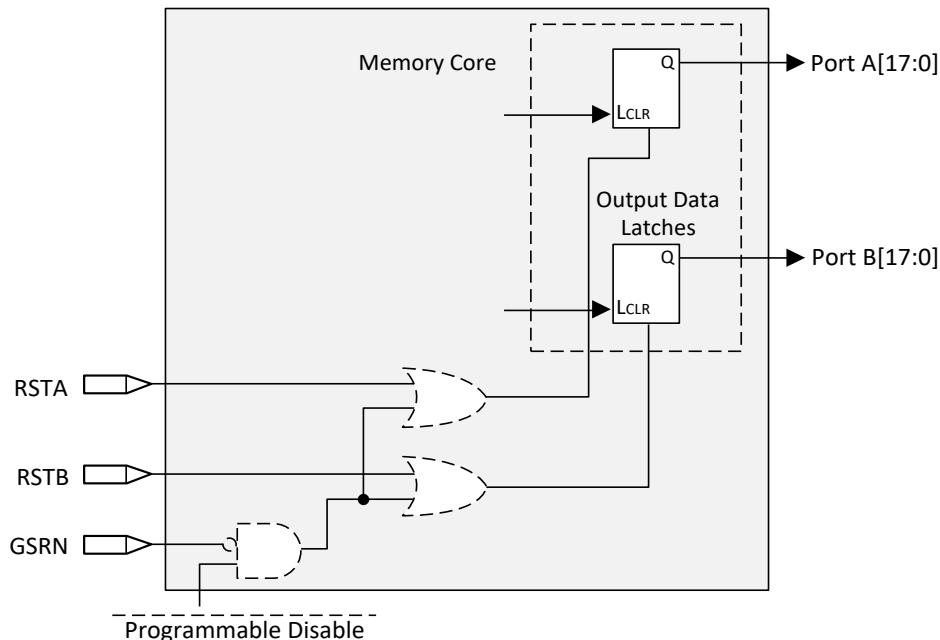 Memory Core
Q
Port A[17:0]
LCLR
Output Data
Latches
Q
Port B[17:0]
LCLR
RSTA
RSTB
GSRN
Programmable Disable